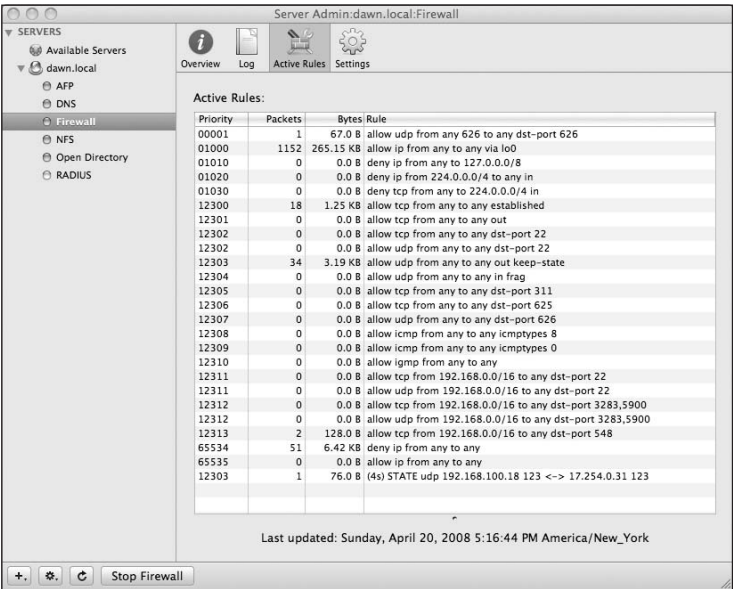 Server Admin:dawn.local:Firewall
SERVERS
Available Servers
dawn.local
AFP
DNS
Firewall
NFS
Open Directory
RADIUS
Overview Log Active Rules Settings
Active Rules:
Priority Packets Bytes Rule
00001 1 67.0 B allow udp from any 626 to any dst-port 626
01000 1152 265.15 KB allow ip from any to any via lo0
01010 0 0.0 B deny ip from any to 127.0.0.0/8
01020 0 0.0 B deny ip from 224.0.0.0/4 to any in
01030 0 0.0 B deny tcp from any to 224.0.0.0/4 in
12300 18 1.25 KB allow tcp from any to any established
12301 0 0.0 B allow tcp from any to any out
12302 0 0.0 B allow tcp from any to any dst-port 22
12302 0 0.0 B allow udp from any to any dst-port 22
12303 34 3.19 KB allow udp from any to any out keep-state
12304 0 0.0 B allow udp from any to any in frag
12305 0 0.0 B allow tcp from any to any dst-port 311
12306 0 0.0 B allow tcp from any to any dst-port 625
12307 0 0.0 B allow udp from any to any dst-port 626
12308 0 0.0 B allow icmp from any to any icmptypes 8
12309 0 0.0 B allow icmp from any to any icmptypes 0
12310 0 0.0 B allow igmp from any to any
12311 0 0.0 B allow tcp from 192.168.0.0/16 to any dst-port 22
12311 0 0.0 B allow udp from 192.168.0.0/16 to any dst-port 22
12312 0 0.0 B allow tcp from 192.168.0.0/16 to any dst-port 3283,5900
12312 0 0.0 B allow udp from 192.168.0.0/16 to any dst-port 3283,5900
12313 2 128.0 B allow tcp from 192.168.0.0/16 to any dst-port 548
65534 51 6.42 KB deny ip from any to any
65535 0 0.0 B allow ip from any to any
12303 1 76.0 B (4s) STATE udp 192.168.100.18 123 <-> 17.254.0.31 123
Last updated: Sunday, April 20, 2008 5:16:44 PM America/New_York
Stop Firewall